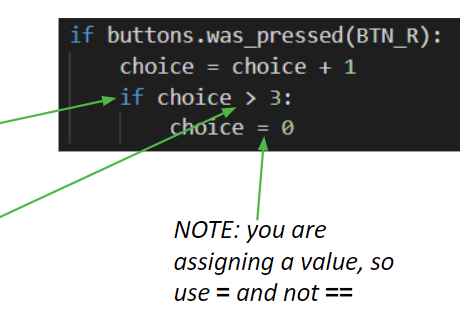 if buttons.was_pressed(BTN_R):
choice = choice + 1
if choice > 3:
choice = 0
NOTE: you are
assigning a value, so
use = and not ==